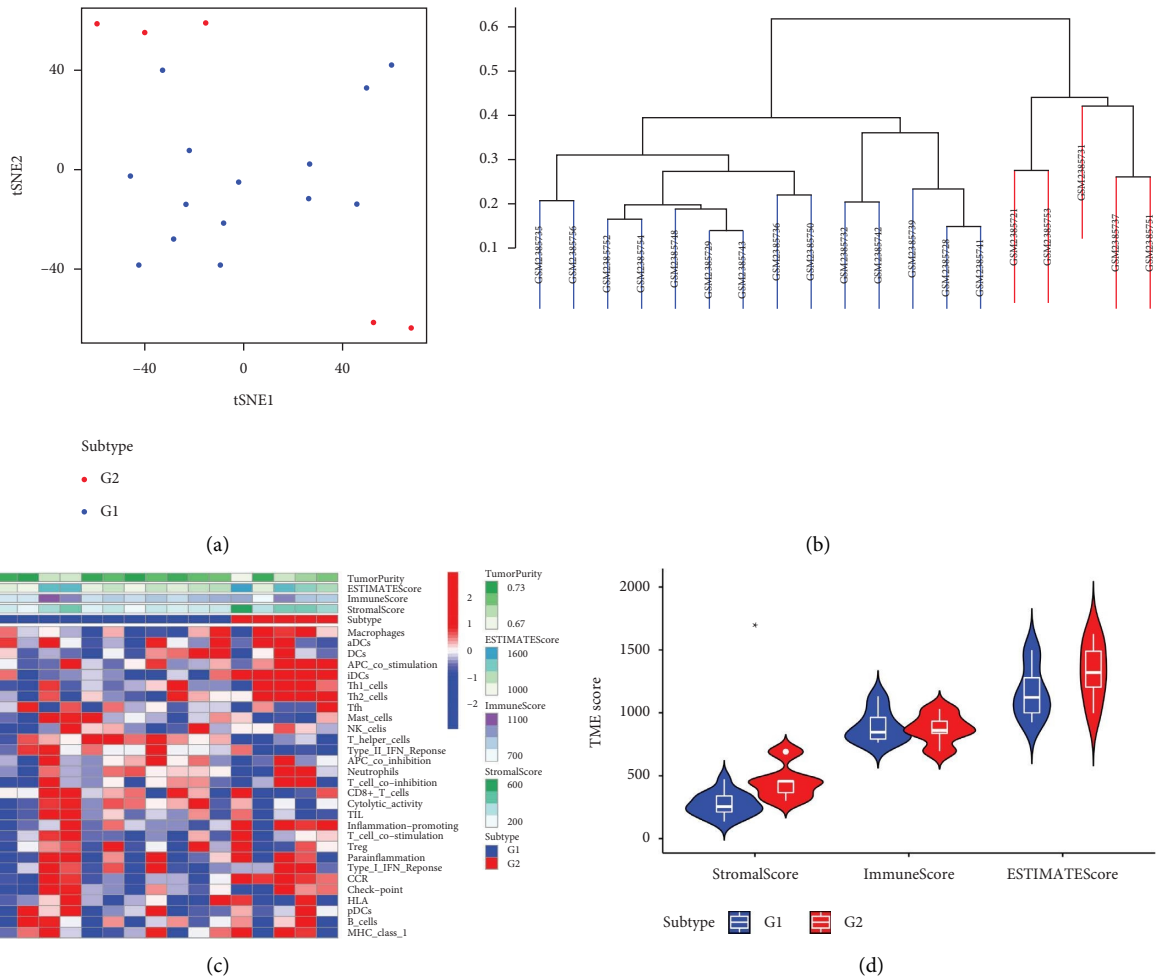 40
0
−40
tSNE2
−40
0
40
tSNE1
Subtype
G2
G1
(a)
0.6
0.5
0.4
0.3
0.2
0.1
GSM2385735
GSM2385756
GSM2385752
GSM2385754
GSM2385748
GSM2385729
GSM2385743
GSM2385736
GSM2385750
GSM2385732
GSM2385742
GSM2385739
GSM2385728
GSM2385741
GSM2385721
GSM2385753
GSM2385731
GSM2385737
GSM2385751
(b)
TumorPurity
ESTIMATEScore
ImmuneScore
StromalScore
Subtype
Macrophages
aDCs
DCs
APC_co_stimulation
iDCs
Th1_cells
Th2_cells
Tfh
Mast_cells
NK_celis
T_helper_cells
Type_II_IFN_Reponse
APC_co_inhibition
Neutrophils
T_cell_co−inhibition
CD8+_T_cells
Cytolytic_activity
TIL
Inflammation−promoting
T_cell_co−stimulation
Treg
Parainflammation
Type_I_IFN_Reponse
CCR
Check−point
HLA
pDCs
B_cells
MHC_class_1
2
1
0
−1
−2
TumorPurity
0.73
0.67
ESTIMATEScore
1600
1000
ImmuneScore
1100
700
StromalScore
600
200
Subtype
G1
G2
(c)
2000
1500
1000
500
0
TME score
*
StromalScore
ImmuneScore
ESTIMATEScore
Subtype
G1
G2
(d)